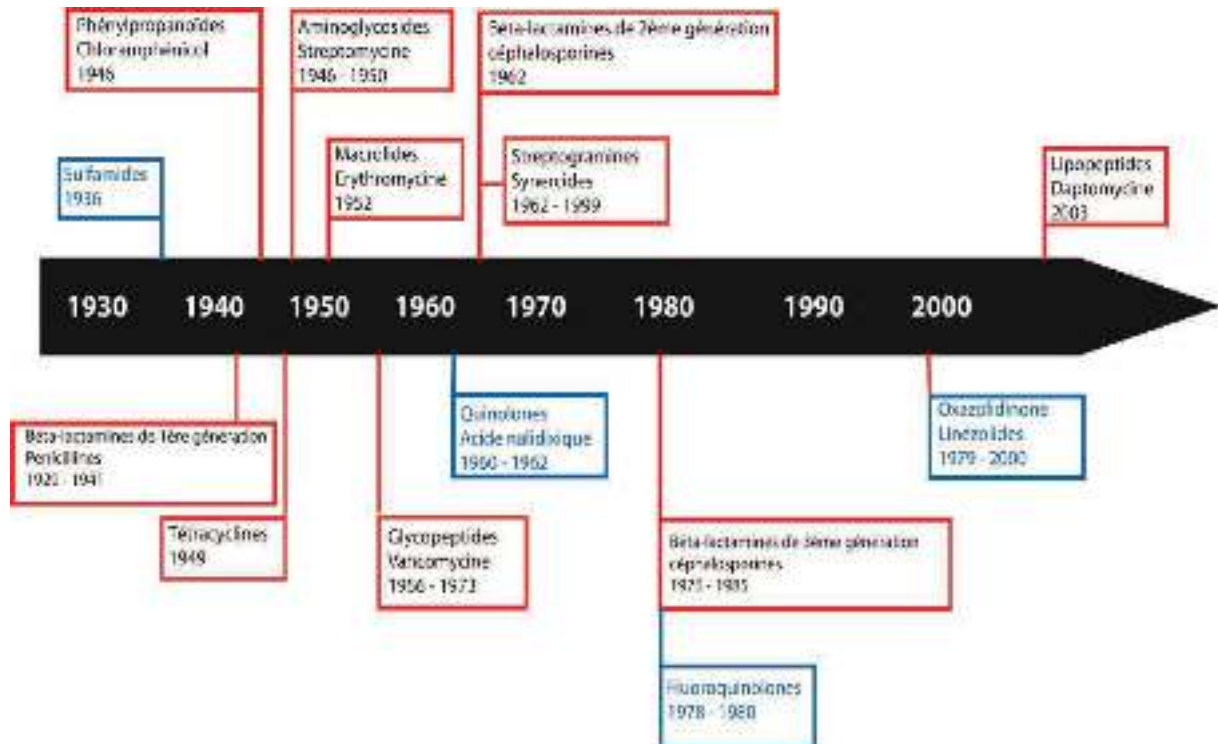 Phénylpropanoïdes
Chloramphénicol
1946
Aminoglycosides
Streptomycine
1946 - 1950
Béta-lactamines de 2ème génération
céphalosporines
1962
Sulfamides
1936
Macrolides
Erythromycine
1952
Streptogramines
Synercides
1962 - 1999
Lipopeptides
Daptomycine
2003
1930 1940 1950 1960 1970 1980 1990 2000
Béta-lactamines de 1ère génération
Penicillines
- 1941
Quinolones
Acide nalidixique
1960 - 1962
Oxazolidinone
Linézolides
1979 - 2000
Tétracyclines
1949
Glycopeptides
Vancomycine
1956 - 1973
Béta-lactamines de 3ème génération
céphalosporines
1975 - 1985
Fluoroquinolones
1978 - 1980